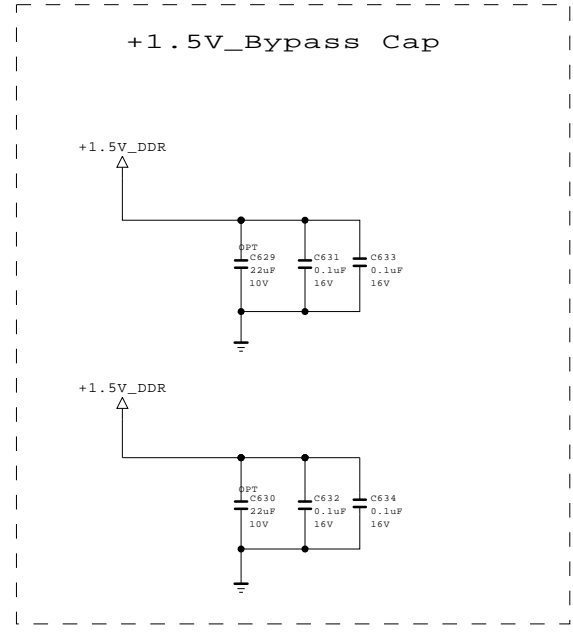 +1.5V_Bypass Cap
+1.5V_DDR
OPT
C629
22uF
10V
C631
0.1uF
16V
C633
0.1uF
16V
+1.5V_DDR
OPT
C630
22uF
10V
C632
0.1uF
16V
C634
0.1uF
16V